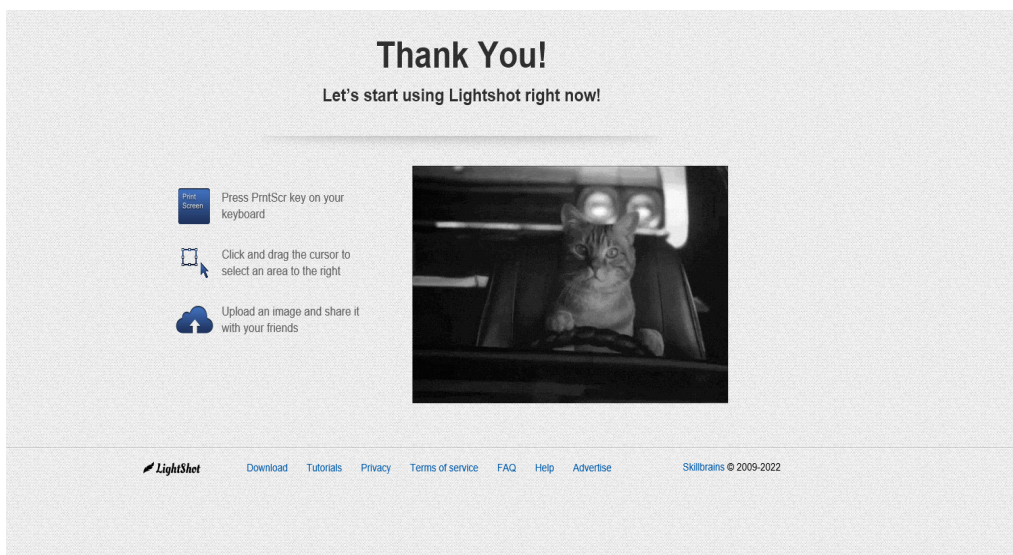 Thank You!
Let's start using Lightshot right now!
Print
Screen
Press PrntScr key on your
keyboard
Click and drag the cursor to
select an area to the right
Upload an image and share it
with your friends
LightShot
Download Tutorials Privacy Terms of service FAQ Help Advertise
Skillbrains © 2009-2022